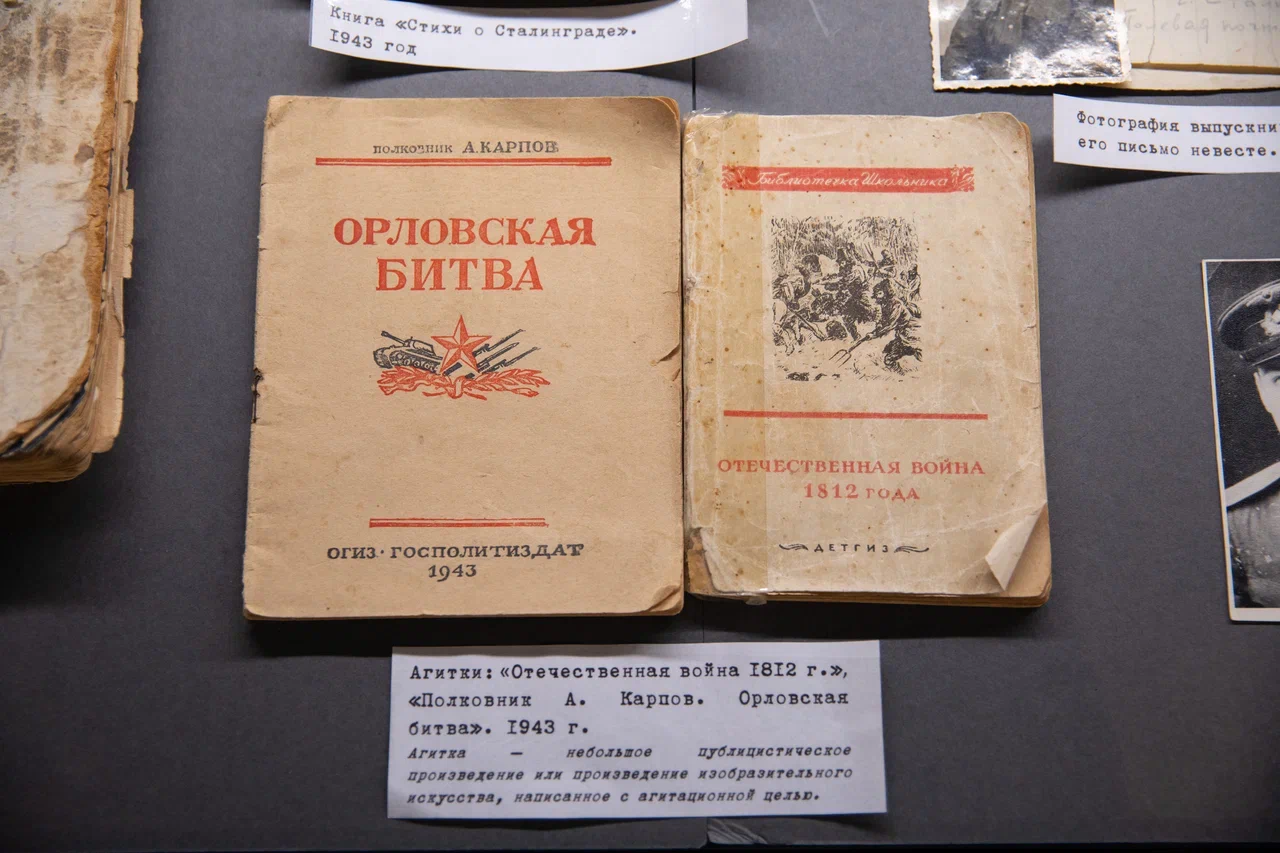 Книга «Стихи о Сталинграде».
1943 год
ПОЛКОВНИК А.КАРПОВ
ОРЛОВСКАЯ
БИТВА
ОГИЗ·ГОСПОЛИТИЗДАТ
1943
Библиотечка Школьника
ОТЕЧЕСТВЕННАЯ ВОЙНА
1812 ГОДА
ДЕТГИЗ
Фотография
его письмо невесте.
Агитки: «Отечественная война 1812 г.»,
«Полковник А. Карпов. Орловская
битва». 1943 г.
Агитка — небольшое публицистическое
произведение или произведение изобразительного
искусства, написанное с агитационной целью.